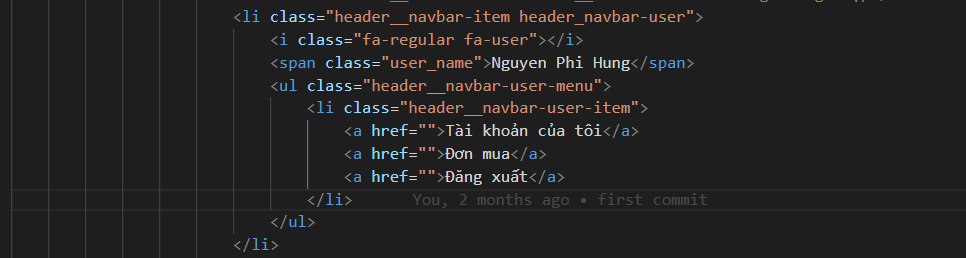 <li class="header__navbar-item header_navbar-user">
<i class="fa-regular fa-user"></i>
<span class="user_name">Nguyen Phi Hung</span>
<ul class="header__navbar-user-menu">
<li class="header__navbar-user-item">
<a href="">Tài khoản của tôi</a>
<a href="">Đơn mua</a>
<a href="">Đăng xuất</a>
</li> You, 2 months ago • first commit
</ul>
</li>